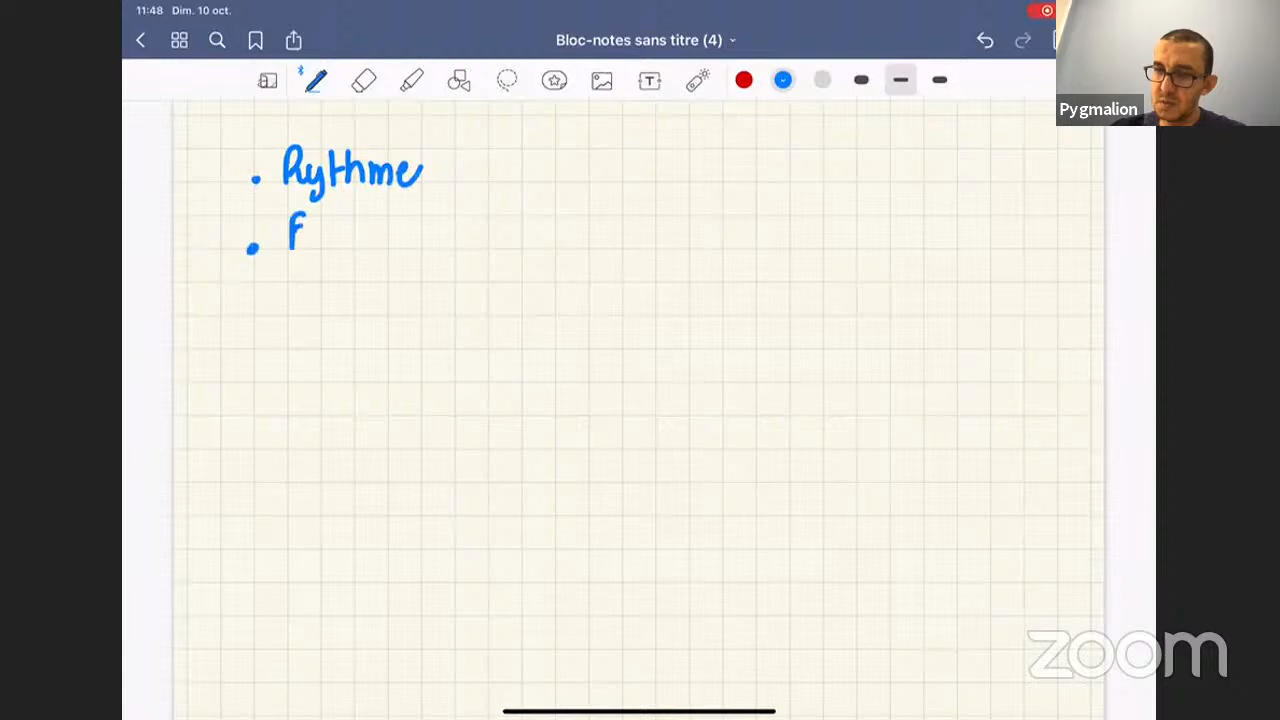 11:48 Dim. 10 oct.
Bloc-notes sans titre (4)
Pygmalion
. Rythme
. F
zoom